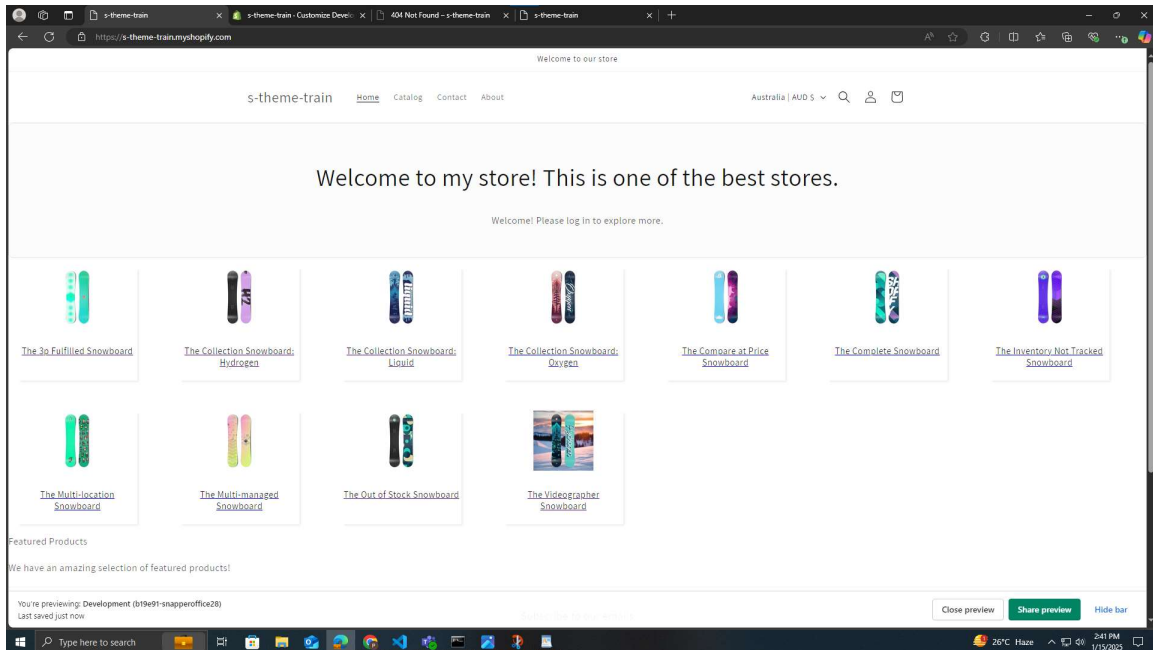 s-theme-train
s-theme-train - Customize Develo
404 Not Found – s-theme-train
s-theme-train
https://s-theme-train.myshopify.com
Welcome to our store
s-theme-train
Home Catalog Contact About
Australia | AUD $
Welcome to my store! This is one of the best stores.
Welcome! Please log in to explore more.
The 3p Fulfilled Snowboard
The Collection Snowboard:
Hydrogen
The Collection Snowboard:
Liquid
The Collection Snowboard:
Oxygen
The Compare at Price
Snowboard
The Complete Snowboard
The Inventory Not Tracked
Snowboard
The Multi-location
Snowboard
The Multi-managed
Snowboard
The Out of Stock Snowboard
The Videographer
Snowboard
Featured Products
We have an amazing selection of featured products!
You're previewing: Development (b19e91-snapperoffice28)
Last saved just now
Close preview Share preview Hide bar
Type here to search
26°C Haze
2:41 PM
1/15/2025